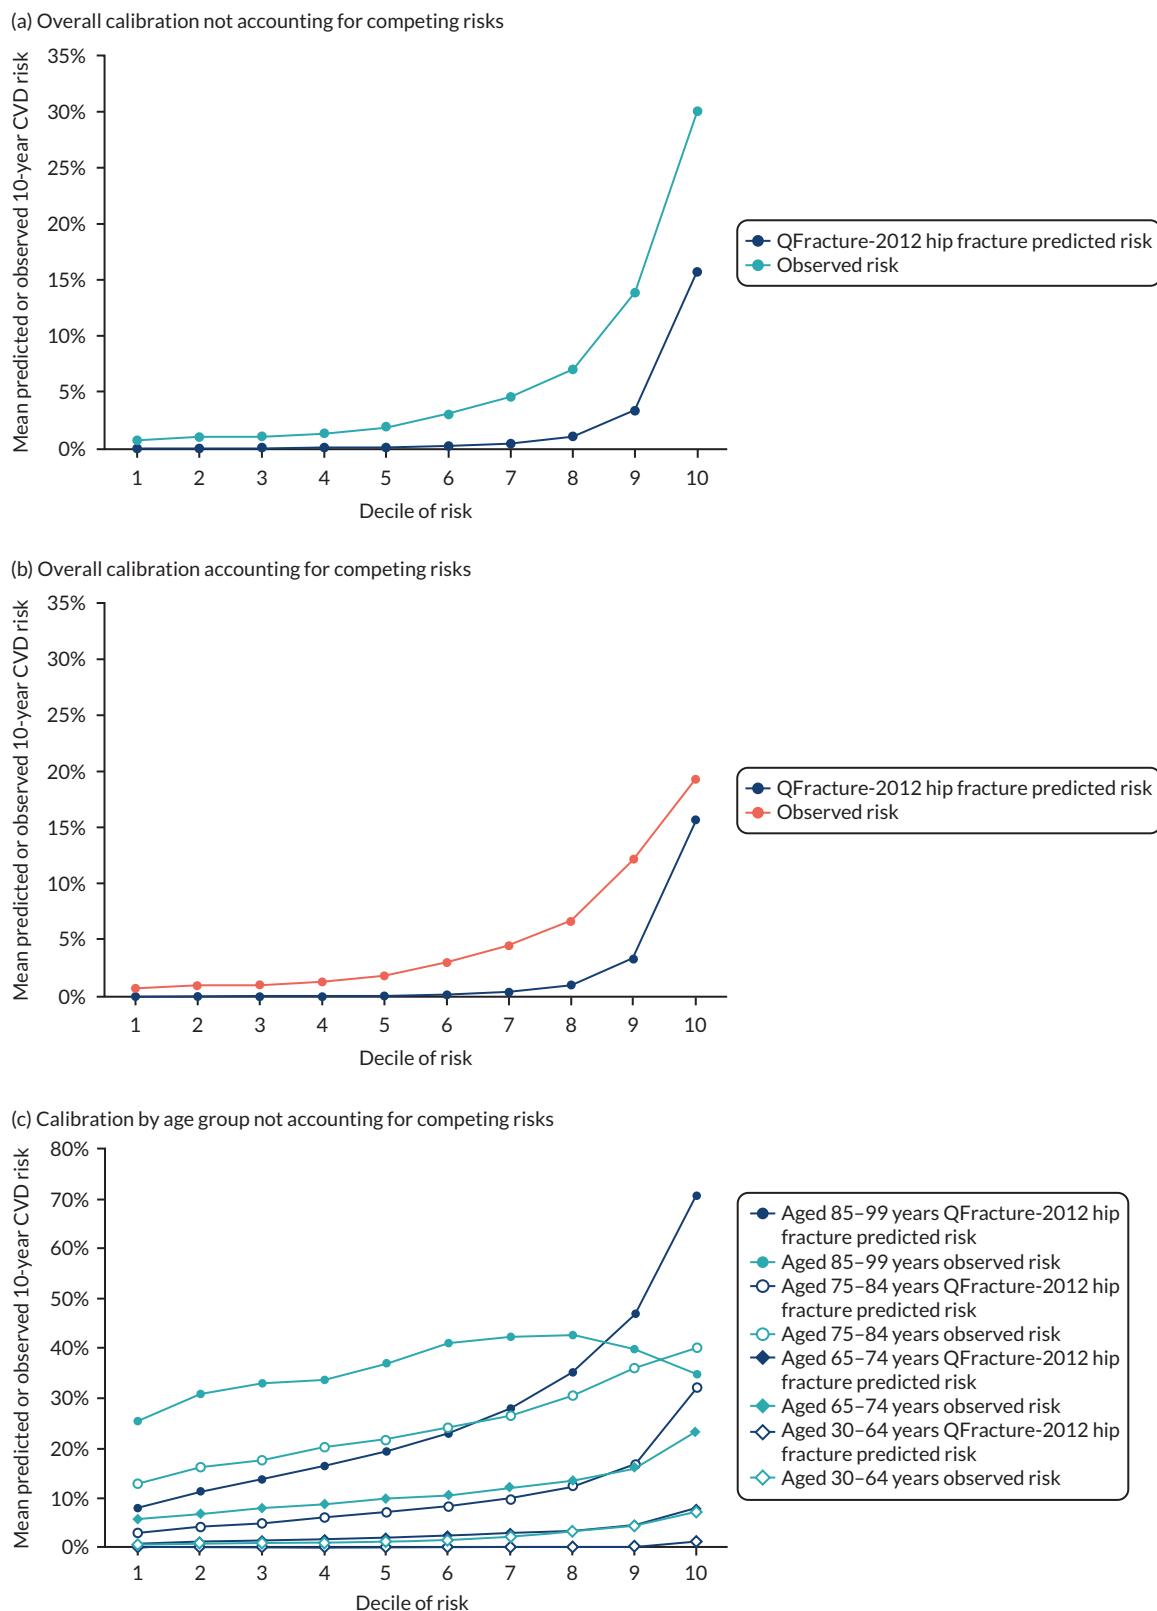 (a) Overall calibration not accounting for competing risks
Mean predicted or observed 10-year CVD risk
35%
30%
25%
20%
15%
10%
5%
0%
1 2 3 4 5 6 7 8 9 10
Decile of risk
QFracture-2012 hip fracture predicted risk
Observed risk
(b) Overall calibration accounting for competing risks
Mean predicted or observed 10-year CVD risk
35%
30%
25%
20%
15%
10%
5%
0%
1 2 3 4 5 6 7 8 9 10
Decile of risk
QFracture-2012 hip fracture predicted risk
Observed risk
(c) Calibration by age group not accounting for competing risks
Mean predicted or observed 10-year CVD risk
80%
70%
60%
50%
40%
30%
20%
10%
0%
1 2 3 4 5 6 7 8 9 10
Decile of risk
Aged 85–99 years QFracture-2012 hip
fracture predicted risk
Aged 85–99 years observed risk
Aged 75–84 years QFracture-2012 hip
fracture predicted risk
Aged 75–84 years observed risk
Aged 65–74 years QFracture-2012 hip
fracture predicted risk
Aged 65–74 years observed risk
Aged 30–64 years QFracture-2012 hip
fracture predicted risk
Aged 30–64 years observed risk